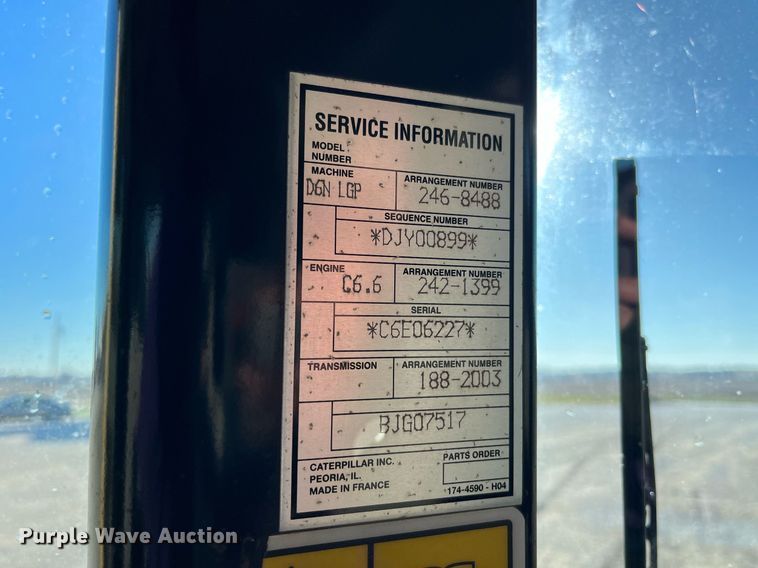 SERVICE INFORMATION
MODEL
NUMBER
MACHINE
D6N LGP
ARRANGEMENT NUMBER
246-8488
SEQUENCE NUMBER
*DJY00899*
ENGINE
C6.6
ARRANGEMENT NUMBER
242-1399
SERIAL
*C6E06227*
TRANSMISSION
ARRANGEMENT NUMBER
188-2003
BJG07517
CATERPILLAR INC.
PEORIA, IL.
MADE IN FRANCE
PARTS ORDER
174-4590 - H04
Purple Wave Auction